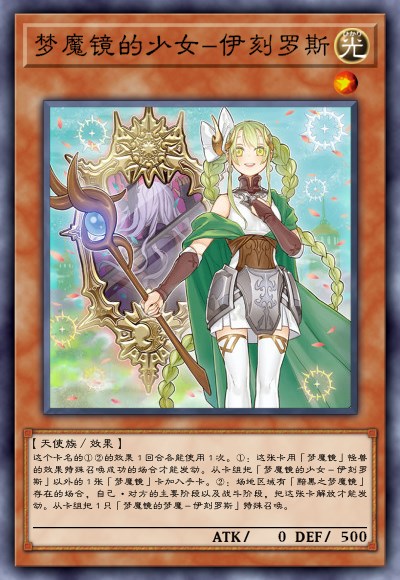 梦魔镜的少女-伊刻罗斯
ひかり
光
【天使族/效果】
这个卡名的①②的效果1回合各能使用1次。①：这张卡用「梦魔镜」怪兽
的效果特殊召唤成功的场合才能发动。从卡组把「梦魔镜的少女-伊刻罗
斯」以外的1张「梦魔镜」卡加入手卡。②：场地区域有「黯黑之梦魔镜」
存在的场合，自己·对方的主要阶段以及战斗阶段，把这张卡解放才能发
动。从卡组把1只「梦魔镜的梦魔-伊刻罗斯」特殊召唤。
ATK/ 0 DEF/ 500